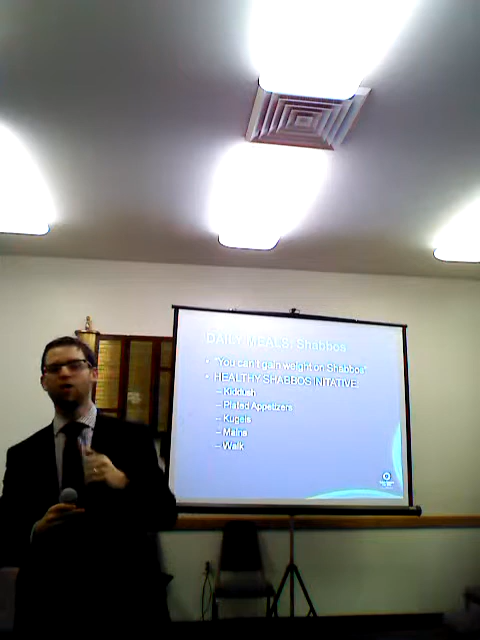 DAILY MEALS: Shabbos
• "You can't gain weight on Shabbos"
• HEALTHY SHABBOS INITIATIVE
– Kiddush
– Plated Appetizers
– Kugels
– Mains
– Walk